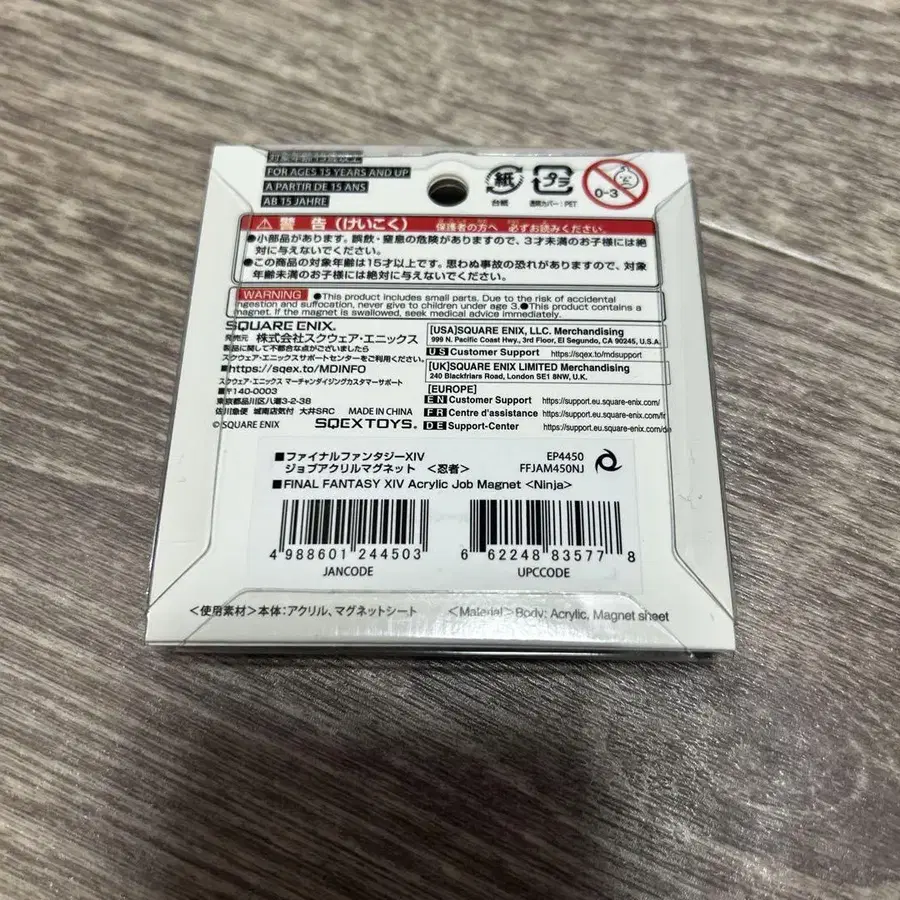 対象年齢15歳以上
FOR AGES 15 YEARS AND UP
A PARTIR DE 15 ANS
AB 15 JAHRE
紙
台紙
プラ
透明カバー：PET
0-3
⚠警告（けいこく） 保護者の方へ 必ずお読みください。
●小部品があります。誤飲・窒息の危険がありますので、3才未満のお子様には絶
対に与えないでください。
●この商品の対象年齢は15才以上です。思わぬ事故の恐れがありますので、対象
年齢未満のお子様には絶対に与えないでください。
WARNING ●This product includes small parts. Due to the risk of accidental
ingestion and suffocation, never give to children under age 3.●This product contains a
magnet. If the magnet is swallowed, seek medical advice immediately.
SQUARE ENIX.
発売元 株式会社スクウェア・エニックス
製品に関して不都合な点がございましたら
スクウェア・エニックスサポートセンターをご利用ください。
■https://sqex.to/MDINFO
スクウェア・エニックス マーチャンダイジングカスタマーサポート
■〒140-0003
東京都品川区八潮3-2-38
佐川急便 城南店気付 大井SRC MADE IN CHINA
© SQUARE ENIX SQEXTOYS.
[USA]SQUARE ENIX, LLC. Merchandising
999 N. Pacific Coast Hwy., 3rd Floor, El Segundo, CA 90245, U.S.A.
US Customer Support https://sqex.to/mdsupport
[UK]SQUARE ENIX LIMITED Merchandising
240 Blackfriars Road, London SE1 8NW, U.K.
[EUROPE]
EN Customer Support https://support.eu.square-enix.com/
FR Centre d'assistance https://support.eu.square-enix.com/fr
DE Support-Center https://support.eu.square-enix.com/de
■ファイナルファンタジーXIV EP4450
ジョブアクリルマグネット ＜忍者＞ FFJAM450NJ
■FINAL FANTASY XIV Acrylic Job Magnet <Ninja>
4 988601 244503
JANCODE
6 62248 83577 8
UPCCODE
＜使用素材＞本体：アクリル、マグネットシート <Material> Body: Acrylic, Magnet sheet